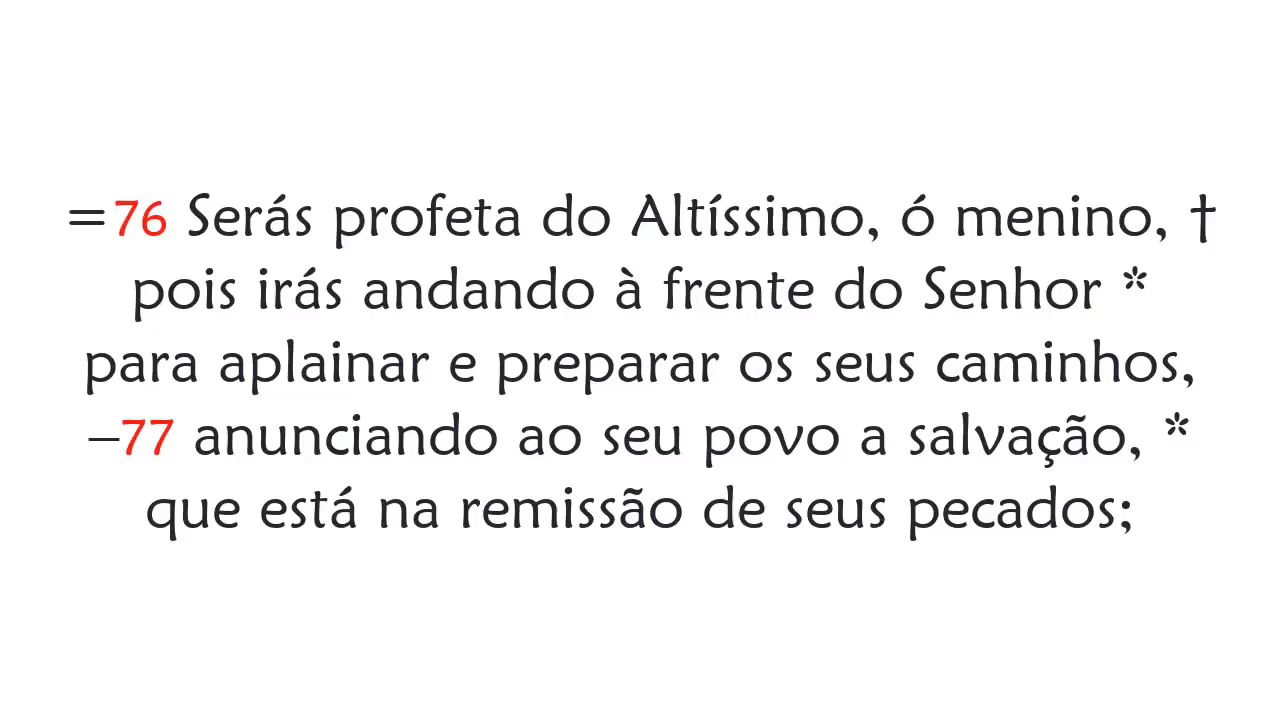 =76 Serás profeta do Altíssimo, ó menino, †
pois irás andando à frente do Senhor *
para aplainar e preparar os seus caminhos,
–77 anunciando ao seu povo a salvação, *
que está na remissão de seus pecados;